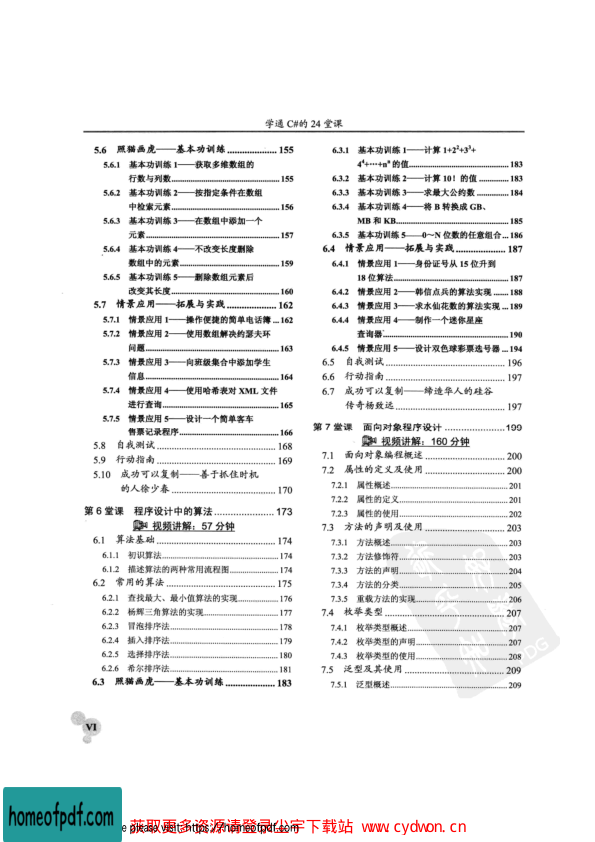 学通 C#的 24 堂课
5.6 照猫画虎——基本功训练 .................... 155
5.6.1 基本功训练 1——获取多维数组的
行数与列数 .................... 155
5.6.2 基本功训练 2——按指定条件在数组
中检索元素 .................... 156
5.6.3 基本功训练 3——在数组中添加一个
元素 .................... 157
5.6.4 基本功训练 4——不改变长度删除
数组中的元素 .................... 159
5.6.5 基本功训练 5——删除数组元素后
改变其长度 .................... 160
5.7 情景应用——拓展与实践 .................... 162
5.7.1 情景应用 1——操作便捷的简单电话簿 ... 162
5.7.2 情景应用 2——使用数组解决约瑟夫环
问题 .................... 163
5.7.3 情景应用 3——向班级集合中添加学生
信息 .................... 164
5.7.4 情景应用 4——使用哈希表对 XML 文件
进行查询 .................... 165
5.7.5 情景应用 5——设计一个简单客车
售票记录程序 .................... 166
5.8 自我测试 .................... 168
5.9 行动指南 .................... 169
5.10 成功可以复制——善于抓住时机
的人徐少春 .................... 170
第 6 堂课 程序设计中的算法 .................... 173
视频讲解：57 分钟
6.1 算法基础 .................... 174
6.1.1 初识算法 .................... 174
6.1.2 描述算法的两种常用流程图 .................... 174
6.2 常用的算法 .................... 175
6.2.1 查找最大、最小值算法的实现 .................... 176
6.2.2 杨辉三角算法的实现 .................... 177
6.2.3 冒泡排序法 .................... 178
6.2.4 插入排序法 .................... 179
6.2.5 选择排序法 .................... 180
6.2.6 希尔排序法 .................... 181
6.3 照猫画虎——基本功训练 .................... 183
6.3.1 基本功训练 1——计算 1+2²+3³+
4⁴+···+nⁿ 的值 .................... 183
6.3.2 基本功训练 2——计算 10！的值 .................... 183
6.3.3 基本功训练 3——求最大公约数 .................... 184
6.3.4 基本功训练 4——将 B 转换成 GB、
MB 和 KB .................... 185
6.3.5 基本功训练 5——0～N 位数的任意组合 ... 186
6.4 情景应用——拓展与实践 .................... 187
6.4.1 情景应用 1——身份证号从 15 位升到
18 位算法 .................... 187
6.4.2 情景应用 2——韩信点兵的算法实现 ....... 188
6.4.3 情景应用 3——求水仙花数的算法实现 ... 189
6.4.4 情景应用 4——制作一个迷你星座
查询器 .................... 190
6.4.5 情景应用 5——设计双色球彩票选号器 ... 194
6.5 自我测试 .................... 196
6.6 行动指南 .................... 197
6.7 成功可以复制——缔造华人的硅谷
传奇杨致远 .................... 197
第 7 堂课 面向对象程序设计 .................... 199
视频讲解：160 分钟
7.1 面向对象编程概述 .................... 200
7.2 属性的定义及使用 .................... 200
7.2.1 属性概述 .................... 201
7.2.2 属性的定义 .................... 201
7.2.3 属性的使用 .................... 202
7.3 方法的声明及使用 .................... 203
7.3.1 方法概述 .................... 203
7.3.2 方法修饰符 .................... 203
7.3.3 方法的声明 .................... 204
7.3.4 方法的分类 .................... 205
7.3.5 重载方法的实现 .................... 206
7.4 枚举类型 .................... 207
7.4.1 枚举类型概述 .................... 207
7.4.2 枚举类型的声明 .................... 207
7.4.3 枚举类型的使用 .................... 208
7.5 泛型及其使用 .................... 209
7.5.1 泛型概述 .................... 209
VI
homeofpdf.com
please visit: https://homeofpdf.com
获取更多资源请登录尘宇下载站 www.cydwon.cn